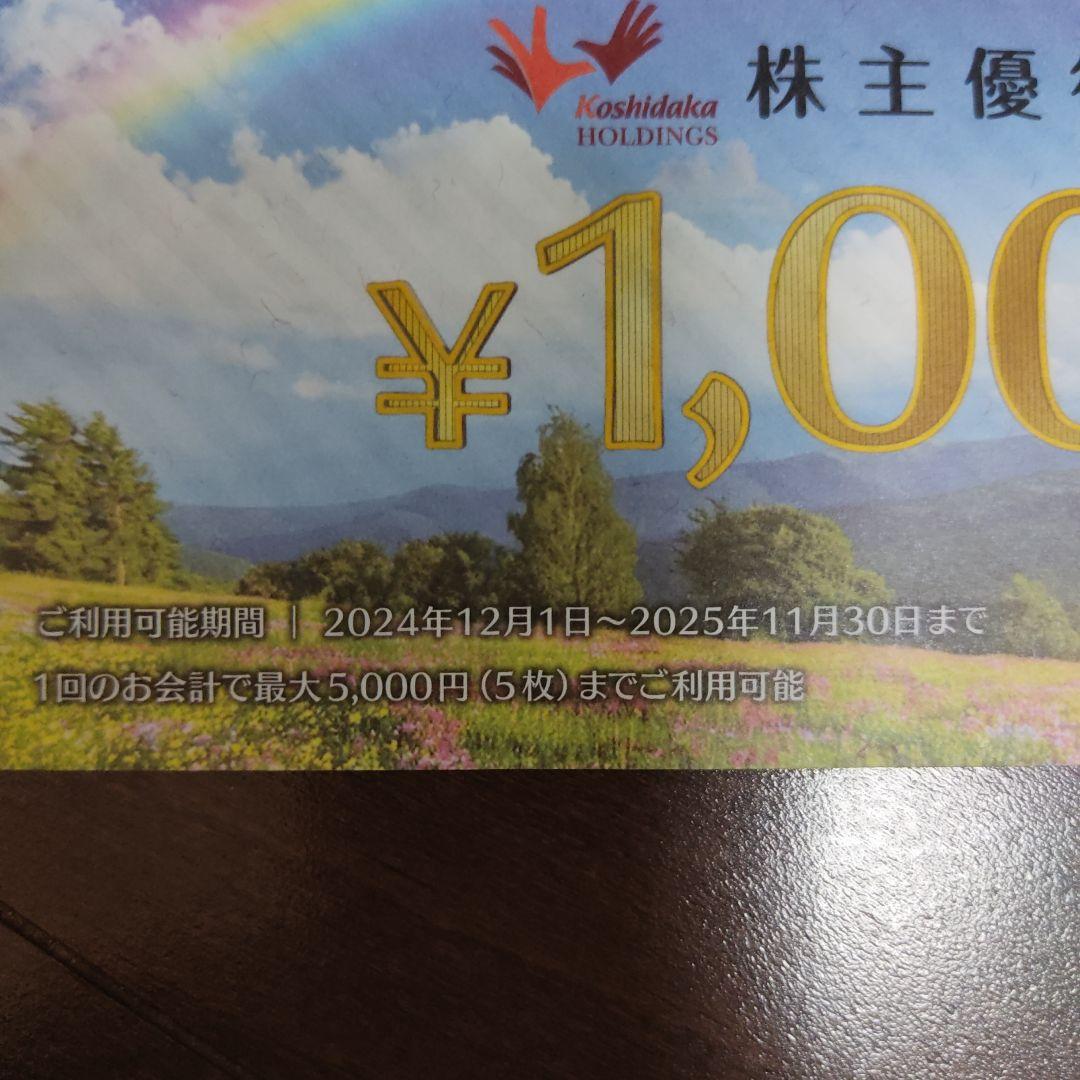 Koshidaka
HOLDINGS
株主優
¥1,00
ご利用可能期間 | 2024年12月1日~2025年11月30日まで
1回のお会計で最大5,000円(5枚)までご利用可能